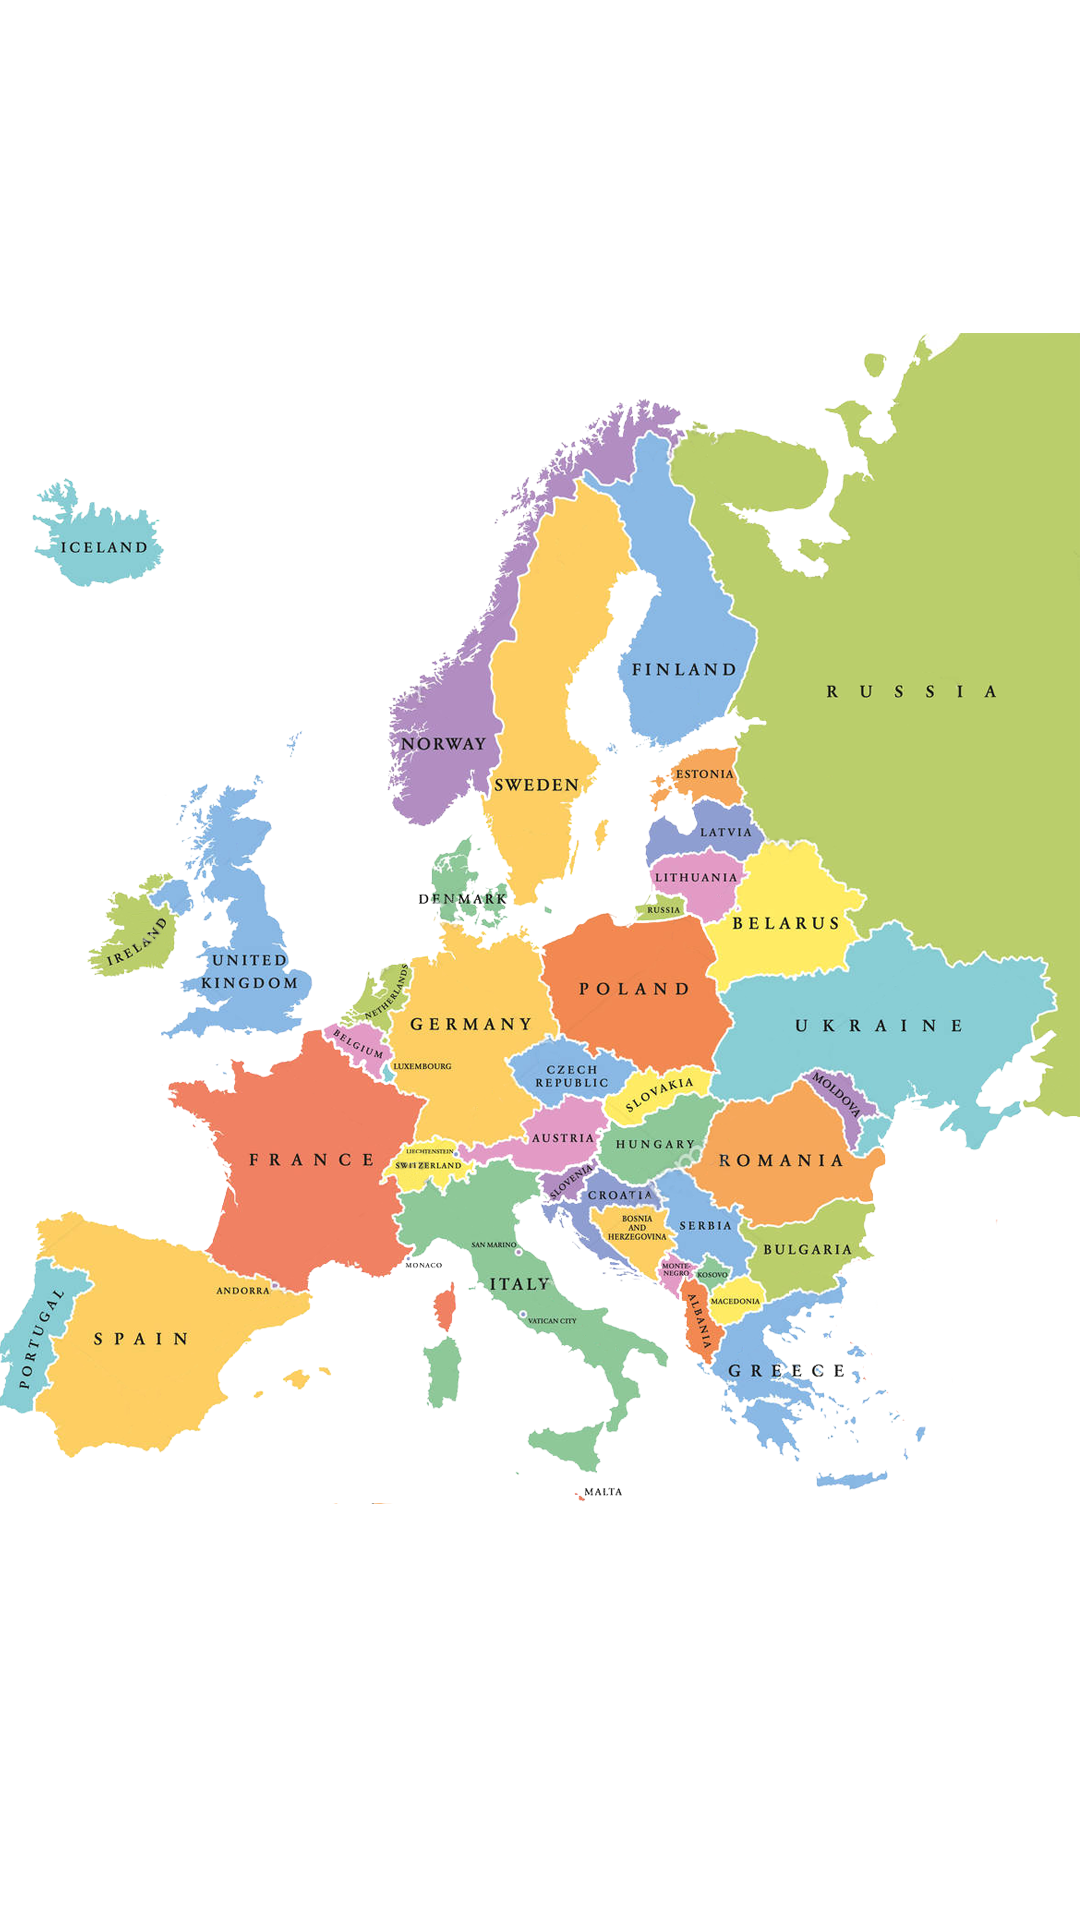 ICELAND
FINLAND
RUSSIA
NORWAY
SWEDEN
ESTONIA
LATVIA
LITHUANIA
DENMARK
RUSSIA
BELARUS
IRELAND
UNITED
KINGDOM
NETHERLANDS
POLAND
GERMANY
UKRAINE
BELGIUM
LUXEMBOURG
CZECH
REPUBLIC
SLOVAKIA
MOLDOVA
AUSTRIA
HUNGARY
LIECHTENSTEIN
SWITZERLAND
FRANCE
ROMANIA
SLOVENIA
CROATIA
BOSNIA
AND
HERZEGOVINA
SERBIA
SAN MARINO
BULGARIA
MONACO
MONTE-
NEGRO
KOSOVO
ITALY
ANDORRA
MACEDONIA
VATICAN CITY
ALBANIA
PORTUGAL
SPAIN
GREECE
MALTA